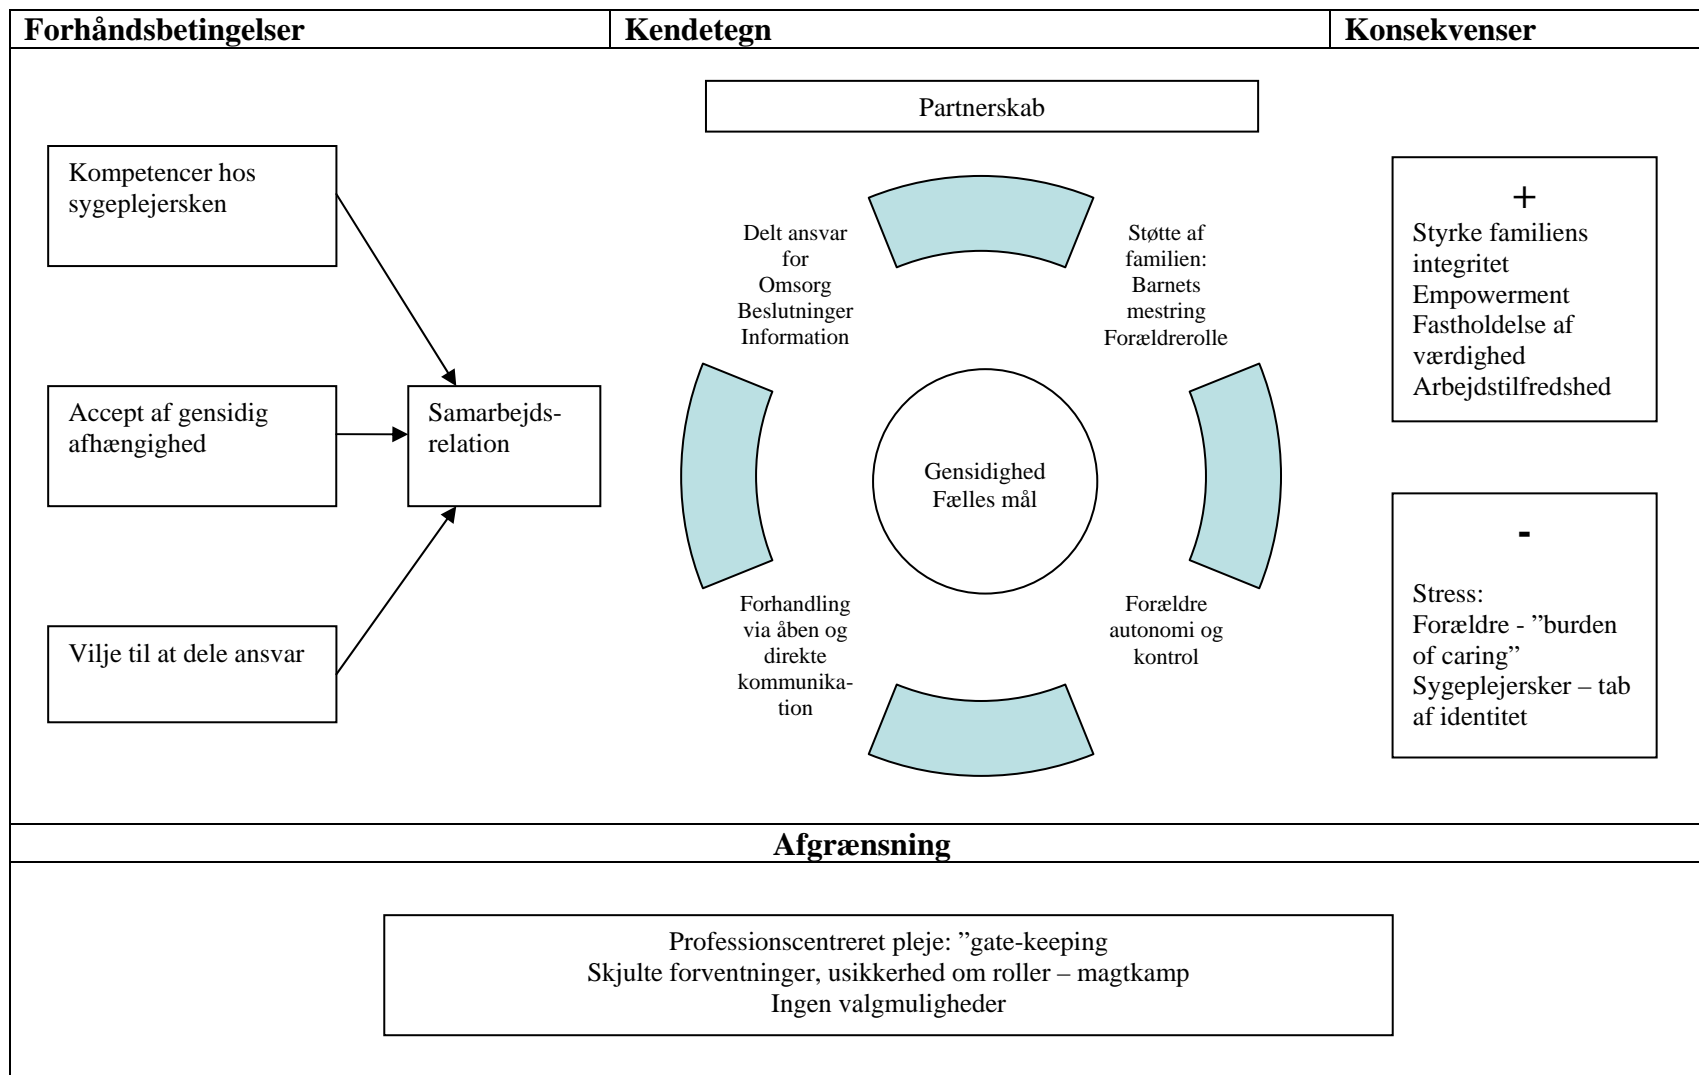 Forhåndsbetingelser
Kendetegn
Konsekvenser
Kompetencer hos
sygeplejersken
Accept af gensidig
afhængighed
Vilje til at dele ansvar
Samarbejds-
relation
Partnerskab
Delt ansvar
for
Omsorg
Beslutninger
Information
Støtte af
familien:
Barnets
mestring
Forældrerolle
Gensidighed
Fælles mål
Forhandling
via åben og
direkte
kommunika-
tion
Forældre
autonomi og
kontrol
+
Styrke familiens
integritet
Empowerment
Fastholdelse af
værdighed
Arbejdstilfredshed
-
Stress:
Forældre - ”burden
of caring”
Sygeplejersker – tab
af identitet
Afgrænsning
Professionscentreret pleje: ”gate-keeping
Skjulte forventninger, usikkerhed om roller – magtkamp
Ingen valgmuligheder